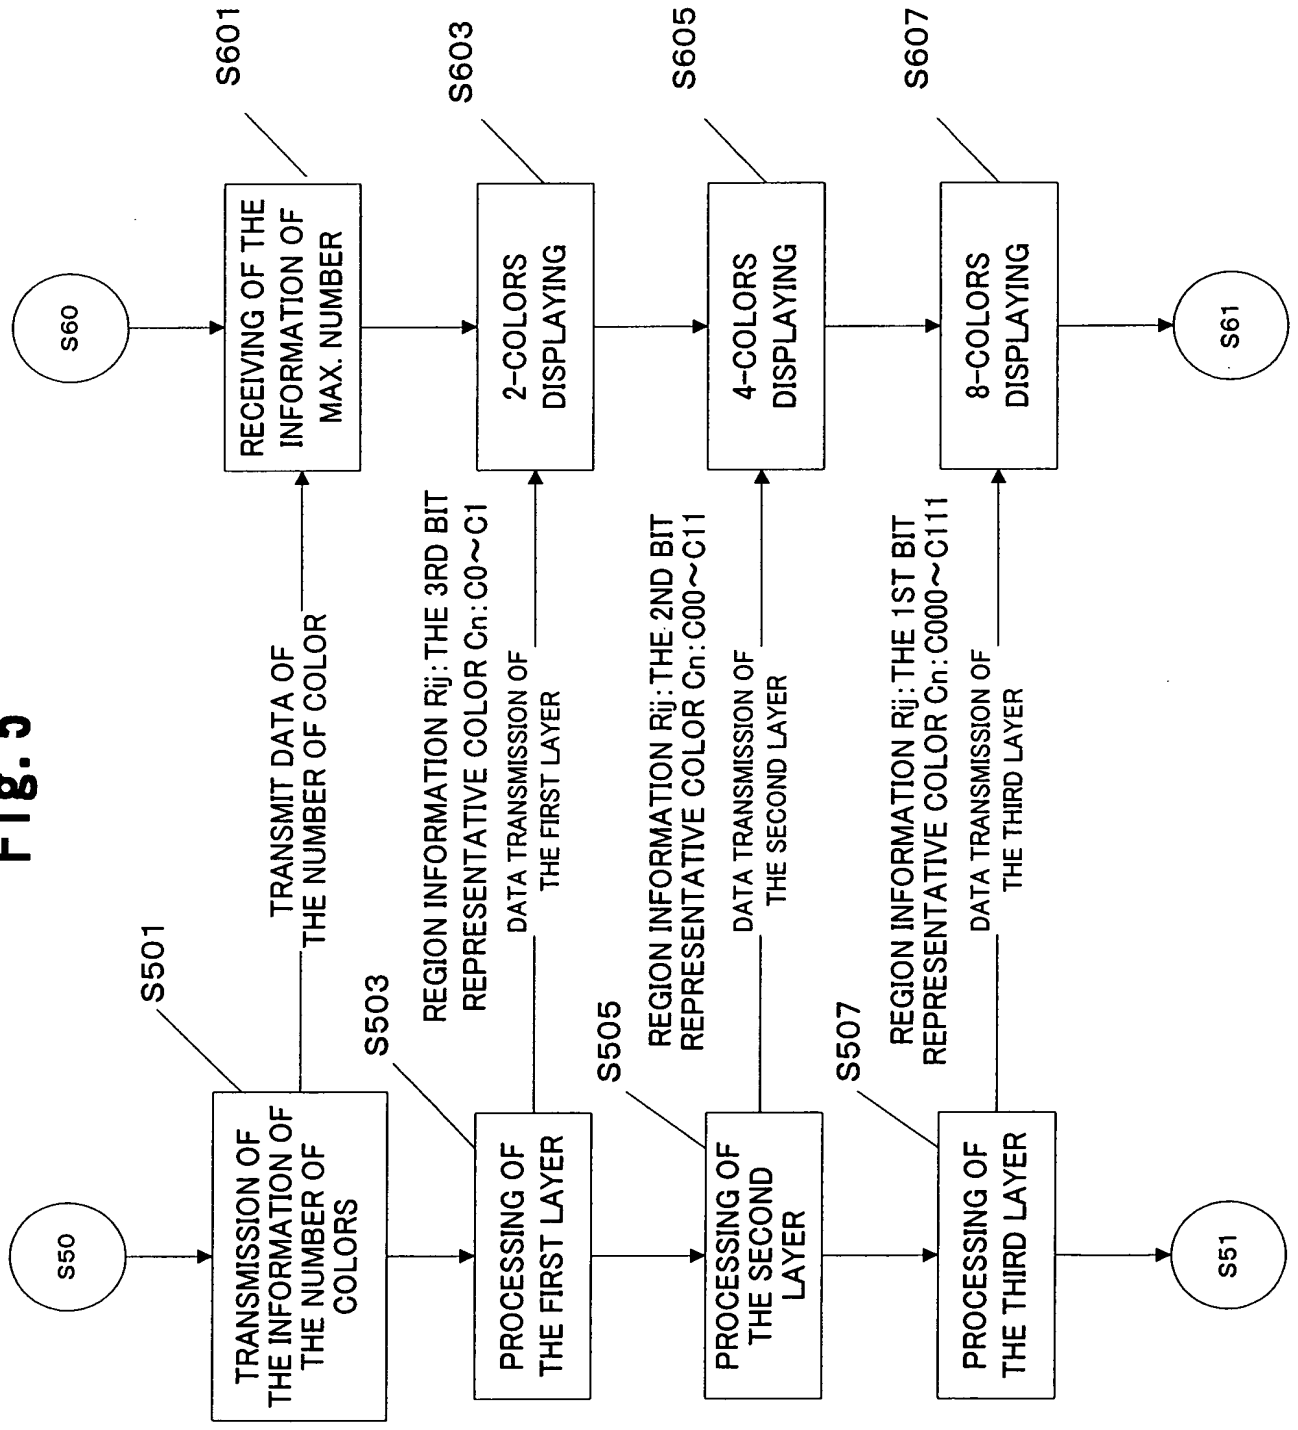 Fig. 5
S50
S60
S501
TRANSMISSION OF
THE INFORMATION OF
THE NUMBER OF
COLORS
TRANSMIT DATA OF
THE NUMBER OF COLOR
S601
RECEIVING OF THE
INFORMATION OF
MAX. NUMBER
S503
PROCESSING OF
THE FIRST LAYER
REGION INFORMATION Rij:THE 3RD BIT
REPRESENTATIVE COLOR Cn:C0~C1
DATA TRANSMISSION OF
THE FIRST LAYER
S603
2-COLORS
DISPLAYING
S505
PROCESSING OF
THE SECOND
LAYER
REGION INFORMATION Rij:THE 2ND BIT
REPRESENTATIVE COLOR Cn:C00~C11
DATA TRANSMISSION OF
THE SECOND LAYER
S605
4-COLORS
DISPLAYING
S507
PROCESSING OF
THE THIRD LAYER
REGION INFORMATION Rij:THE 1ST BIT
REPRESENTATIVE COLOR Cn:C000~C111
DATA TRANSMISSION OF
THE THIRD LAYER
S607
8-COLORS
DISPLAYING
S51
S61